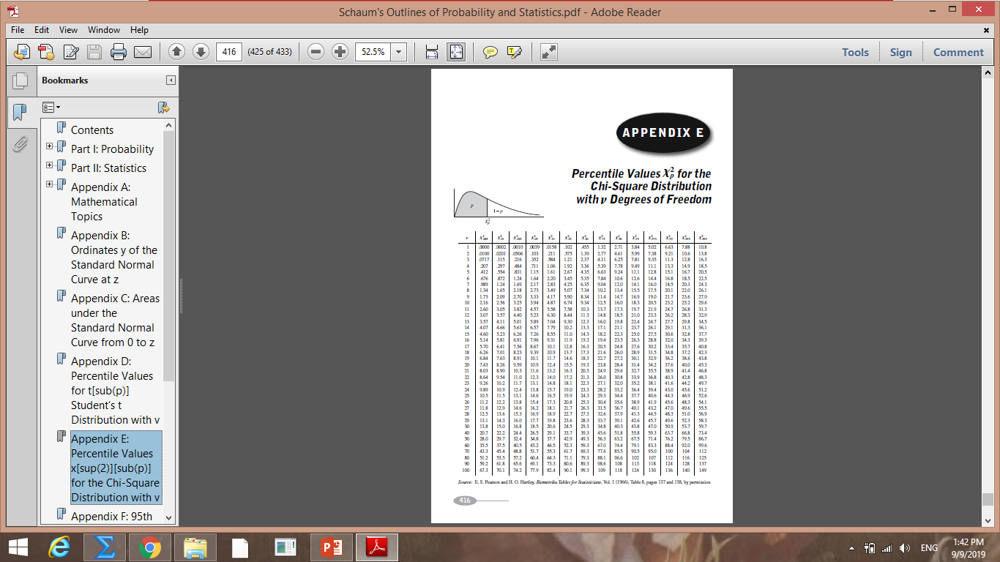 Schaum's Outlines of Probability and Statistics.pdf - Adobe Reader
File Edit View Window Help
416 (425 of 433) 52.5% Tools Sign Comment
Bookmarks
Contents
Part I: Probability
Part II: Statistics
Appendix A:
Mathematical
Topics
Appendix B:
Ordinates y of the
Standard Normal
Curve at z
Appendix C: Areas
under the
Standard Normal
Curve from 0 to z
Appendix D:
Percentile Values
for t[sub(p)]
Student's t
Distribution with v
Appendix E:
Percentile Values
x[sup(2)][sub(p)]
for the Chi-Square
Distribution with v
Appendix F: 95th
APPENDIX E
Percentile Values χ²p for the
Chi-Square Distribution
with ν Degrees of Freedom
p
1 – p
χ²p
ν χ².005 χ².01 χ².025 χ².05 χ².10 χ².25 χ².50 χ².75 χ².90 χ².95 χ².975 χ².99 χ².995 χ².999
1 .0000 .0002 .0010 .0039 .0158 .102 .455 1.32 2.71 3.84 5.02 6.63 7.88 10.8
2 .0100 .0201 .0506 .103 .211 .575 1.39 2.77 4.61 5.99 7.38 9.21 10.6 13.8
3 .0717 .115 .216 .352 .584 1.21 2.37 4.11 6.25 7.81 9.35 11.3 12.8 16.3
4 .207 .297 .484 .711 1.06 1.92 3.36 5.39 7.78 9.49 11.1 13.3 14.9 18.5
5 .412 .554 .831 1.15 1.61 2.67 4.35 6.63 9.24 11.1 12.8 15.1 16.7 20.5
6 .676 .872 1.24 1.64 2.20 3.45 5.35 7.84 10.6 12.6 14.4 16.8 18.5 22.5
7 .989 1.24 1.69 2.17 2.83 4.25 6.35 9.04 12.0 14.1 16.0 18.5 20.3 24.3
8 1.34 1.65 2.18 2.73 3.49 5.07 7.34 10.2 13.4 15.5 17.5 20.1 22.0 26.1
9 1.73 2.09 2.70 3.33 4.17 5.90 8.34 11.4 14.7 16.9 19.0 21.7 23.6 27.9
10 2.16 2.56 3.25 3.94 4.87 6.74 9.34 12.5 16.0 18.3 20.5 23.2 25.2 29.6
11 2.60 3.05 3.82 4.57 5.58 7.58 10.3 13.7 17.3 19.7 21.9 24.7 26.8 31.3
12 3.07 3.57 4.40 5.23 6.30 8.44 11.3 14.8 18.5 21.0 23.3 26.2 28.3 32.9
13 3.57 4.11 5.01 5.89 7.04 9.30 12.3 16.0 19.8 22.4 24.7 27.7 29.8 34.5
14 4.07 4.66 5.63 6.57 7.79 10.2 13.3 17.1 21.1 23.7 26.1 29.1 31.3 36.1
15 4.60 5.23 6.26 7.26 8.55 11.0 14.3 18.2 22.3 25.0 27.5 30.6 32.8 37.7
16 5.14 5.81 6.91 7.96 9.31 11.9 15.3 19.4 23.5 26.3 28.8 32.0 34.3 39.3
17 5.70 6.41 7.56 8.67 10.1 12.8 16.3 20.5 24.8 27.6 30.2 33.4 35.7 40.8
18 6.26 7.01 8.23 9.39 10.9 13.7 17.3 21.6 26.0 28.9 31.5 34.8 37.2 42.3
19 6.84 7.63 8.91 10.1 11.7 14.6 18.3 22.7 27.2 30.1 32.9 36.2 38.6 43.8
20 7.43 8.26 9.59 10.9 12.4 15.5 19.3 23.8 28.4 31.4 34.2 37.6 40.0 45.3
21 8.03 8.90 10.3 11.6 13.2 16.3 20.3 24.9 29.6 32.7 35.5 38.9 41.4 46.8
22 8.64 9.54 11.0 12.3 14.0 17.2 21.3 26.0 30.8 33.9 36.8 40.3 42.8 48.3
23 9.26 10.2 11.7 13.1 14.8 18.1 22.3 27.1 32.0 35.2 38.1 41.6 44.2 49.7
24 9.89 10.9 12.4 13.8 15.7 19.0 23.3 28.2 33.2 36.4 39.4 43.0 45.6 51.2
25 10.5 11.5 13.1 14.6 16.5 19.9 24.3 29.3 34.4 37.7 40.6 44.3 46.9 52.6
26 11.2 12.2 13.8 15.4 17.3 20.8 25.3 30.4 35.6 38.9 41.9 45.6 48.3 54.1
27 11.8 12.9 14.6 16.2 18.1 21.7 26.3 31.5 36.7 40.1 43.2 47.0 49.6 55.5
28 12.5 13.6 15.3 16.9 18.9 22.7 27.3 32.6 37.9 41.3 44.5 48.3 51.0 56.9
29 13.1 14.3 16.0 17.7 19.8 23.6 28.3 33.7 39.1 42.6 45.7 49.6 52.3 58.3
30 13.8 15.0 16.8 18.5 20.6 24.5 29.3 34.8 40.3 43.8 47.0 50.9 53.7 59.7
40 20.7 22.2 24.4 26.5 29.1 33.7 39.3 45.6 51.8 55.8 59.3 63.7 66.8 73.4
50 28.0 29.7 32.4 34.8 37.7 42.9 49.3 56.3 63.2 67.5 71.4 76.2 79.5 86.7
60 35.5 37.5 40.5 43.2 46.5 52.3 59.3 67.0 74.4 79.1 83.3 88.4 92.0 99.6
70 43.3 45.4 48.8 51.7 55.3 61.7 69.3 77.6 85.5 90.5 95.0 100 104 112
80 51.2 53.5 57.2 60.4 64.3 71.1 79.3 88.1 96.6 102 107 112 116 125
90 59.2 61.8 65.6 69.1 73.3 80.6 89.3 98.6 108 113 118 124 128 137
100 67.3 70.1 74.2 77.9 82.4 90.1 99.3 109 118 124 130 136 140 149
Source: E. S. Pearson and H. O. Hartley, Biometrika Tables for Statisticians, Vol. 1 (1966), Table 8, pages 137 and 138, by permission.
416
ENG
1:42 PM
9/9/2019